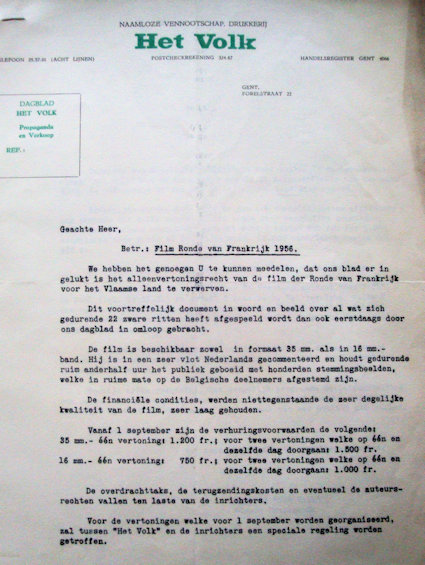 NAAMLOZE VENNOOTSCHAP, DRUKKERIJ
Het Volk
TELEFOON 25.57.01 (ACHT LIJNEN)
POSTCHECKREKENING 324.67
HANDELSREGISTER GENT 4066
GENT,
FORELSTRAAT 22
DAGBLAD
HET VOLK
Propaganda
en Verkoop
REF.:
Geachte Heer,
Betr.: Film Ronde van Frankrijk 1956.
We hebben het genoegen U te kunnen meedelen, dat ons blad er in
gelukt is het alleenvertoningsrecht van de film der Ronde van Frankrijk
voor het Vlaamse land te verwerven.
Dit voortreffelijk document in woord en beeld over al wat zich
gedurende 22 zware ritten heeft afgespeeld wordt dan ook eerstdaags door
ons dagblad in omloop gebracht.
De film is beschikbaar zowel in formaat 35 mm. als in 16 mm.-
band. Hij is in een zeer vlot Nederlands gecommenteerd en houdt gedurende
ruim anderhalf uur het publiek geboeid met honderden stemmingsbeelden,
welke in ruime mate op de Belgische deelnemers afgestemd zijn.
De financiële condities, werden niettegenstaande de zeer degelijke
kwaliteit van de film, zeer laag gehouden.
Vanaf 1 september zijn de verhuringsvoorwaarden de volgende:
35 mm.- één vertoning: 1.200 fr.; voor twee vertoningen welke op één en
dezelfde dag doorgaan: 1.500 fr.
16 mm.- één vertoning: 750 fr.; voor twee vertoningen welke op één en
dezelfde dag doorgaan: 1.000 fr.
De overdrachttaks, de terugzendingskosten en eventueel de auteurs-
rechten vallen ten laste van de inrichters.
Voor de vertoningen welke voor 1 september worden georganiseerd,
zal tussen "Het Volk" en de inrichters een speciale regeling worden
getroffen.